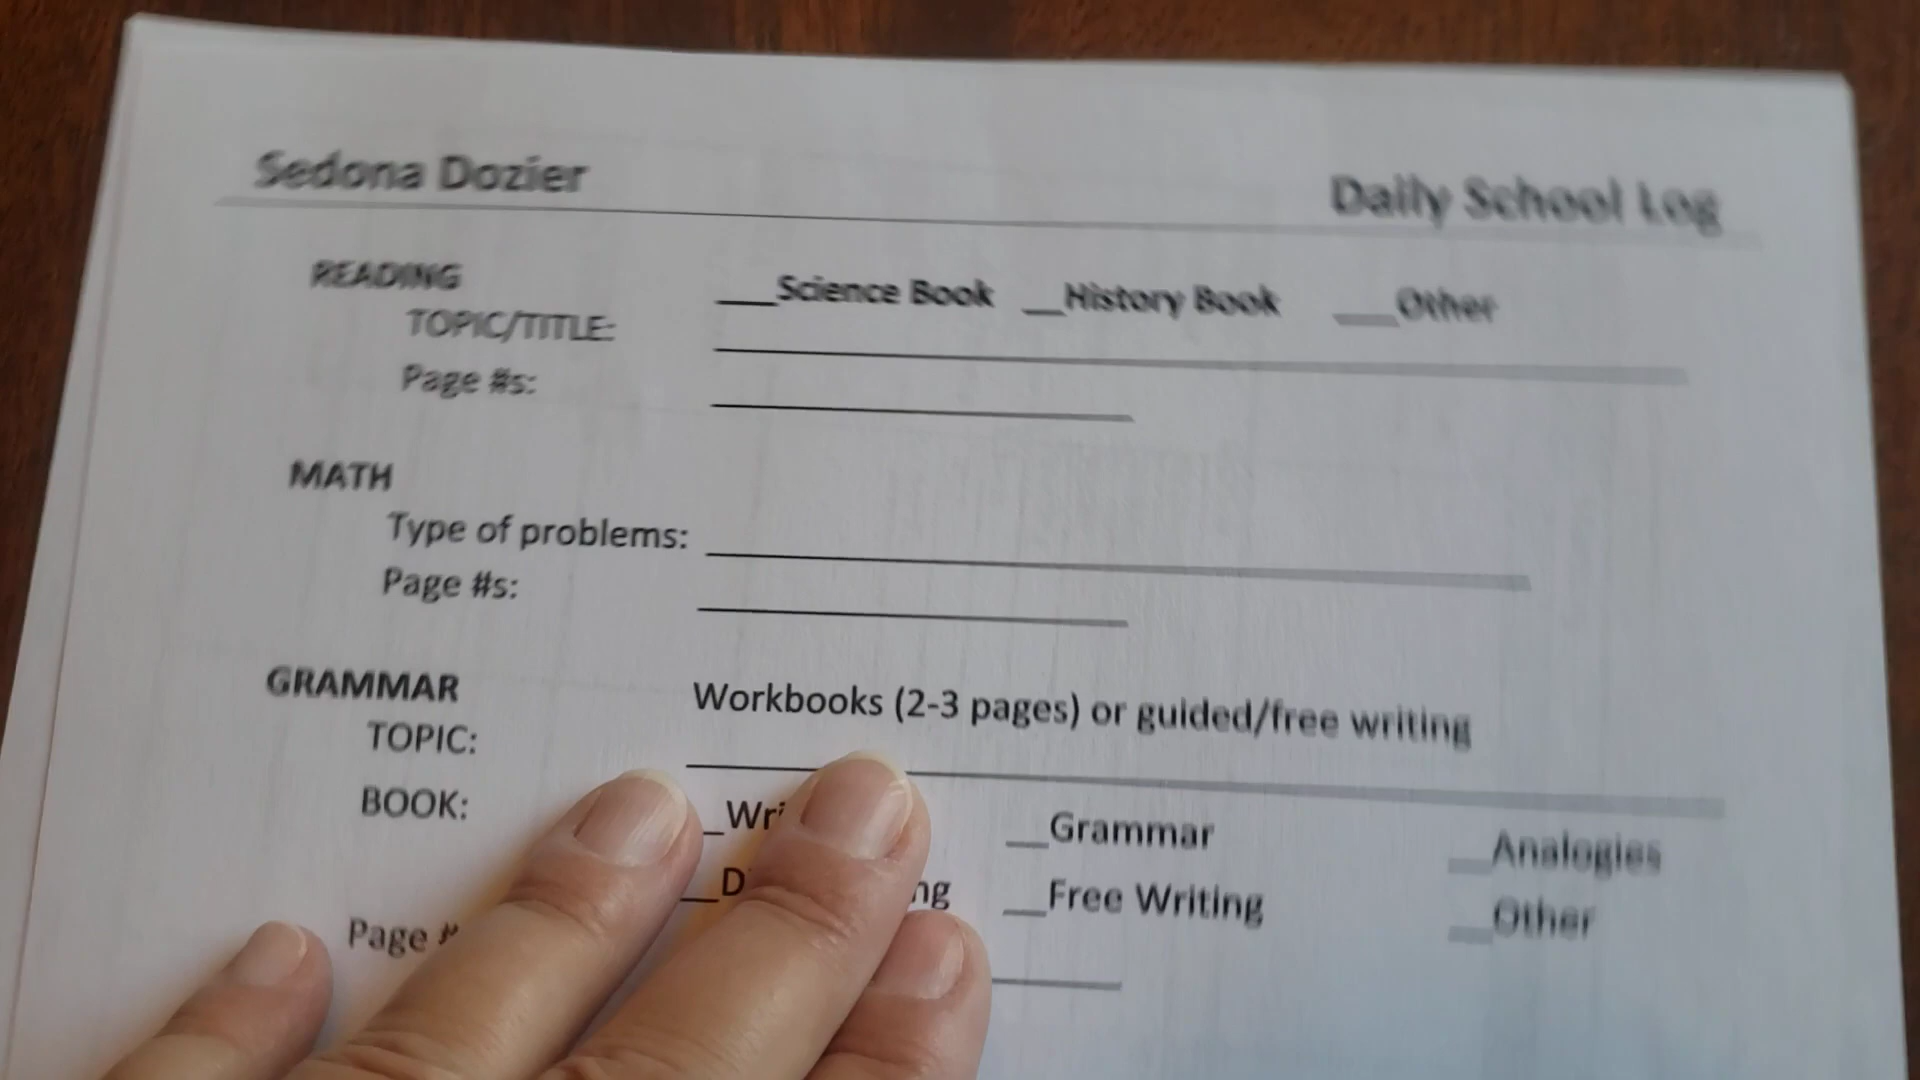 Sedona Dozier Daily School Log
READING ___Science Book __History Book ___Other
TOPIC/TITLE:
Page #s:
MATH
Type of problems:
Page #s:
GRAMMAR Workbooks (2-3 pages) or guided/free writing
TOPIC:
BOOK: __Grammar __Analogies
__Free Writing __Other
Page #